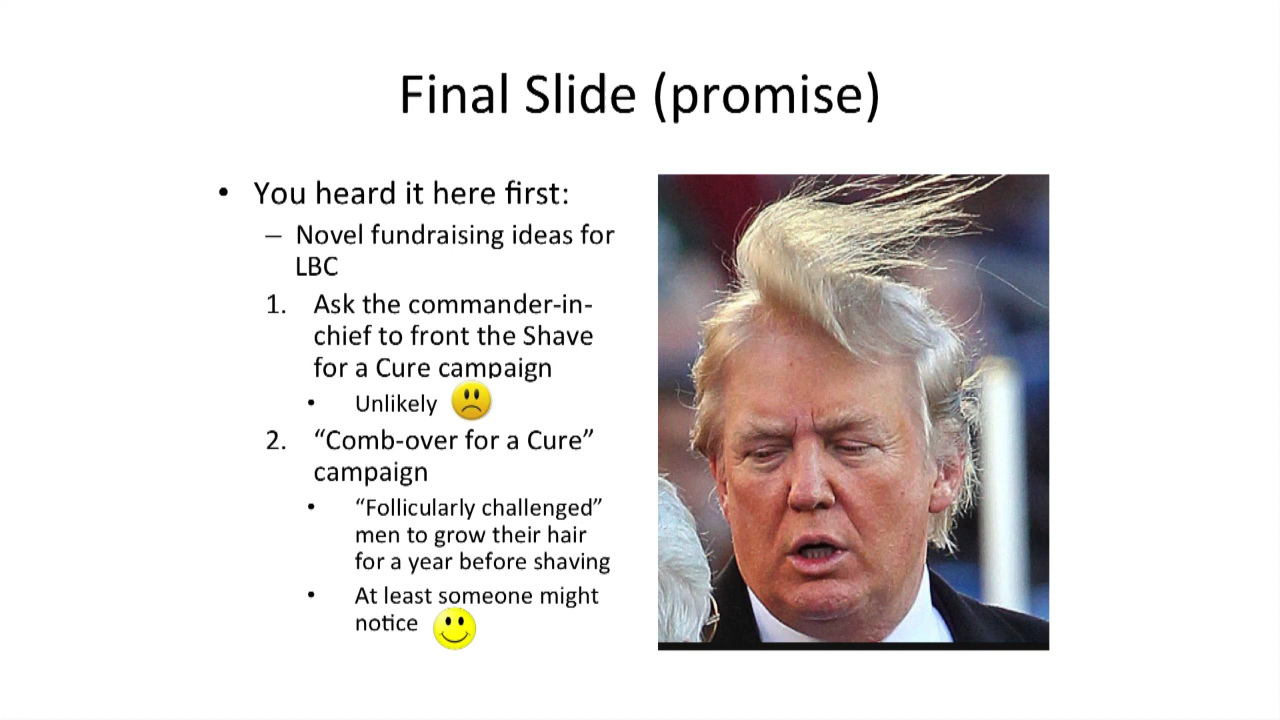 Final Slide (promise)
• You heard it here first:
– Novel fundraising ideas for
LBC
1. Ask the commander-in-
chief to front the Shave
for a Cure campaign
• Unlikely
2. “Comb-over for a Cure”
campaign
• “Follicularly challenged”
men to grow their hair
for a year before shaving
• At least someone might
notice